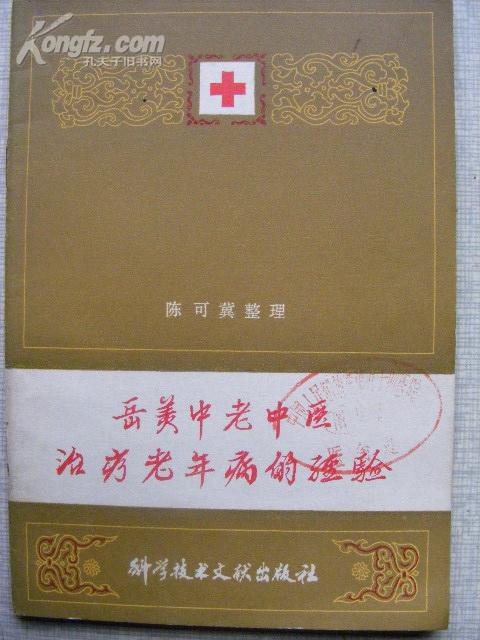 Kongfz.com
孔夫子旧书网
陈可冀整理
岳美中老中医
治疗老年病的经验
科学技术文献出版社